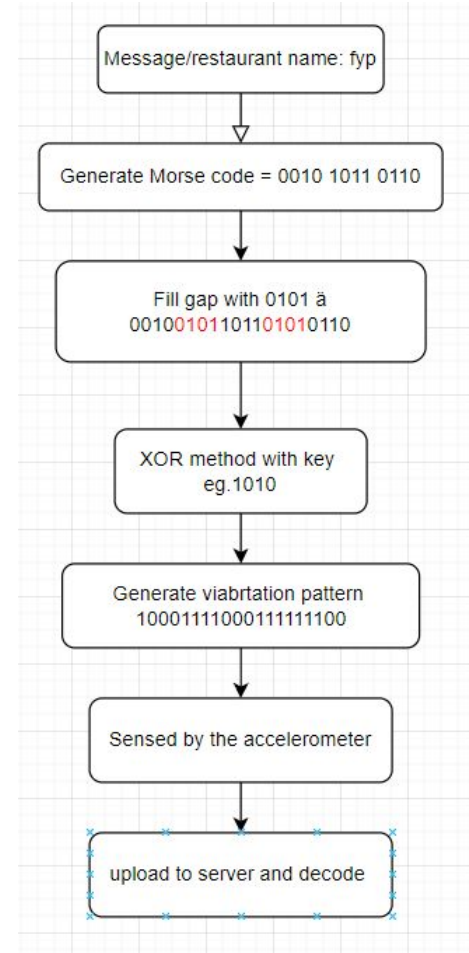 Message/restaurant name: fyp
Generate Morse code = 0010 1011 0110
Fill gap with 0101 ä
00100101101101010110
XOR method with key
eg.1010
Generate viabrtation pattern
10001111000111111100
Sensed by the accelerometer
upload to server and decode